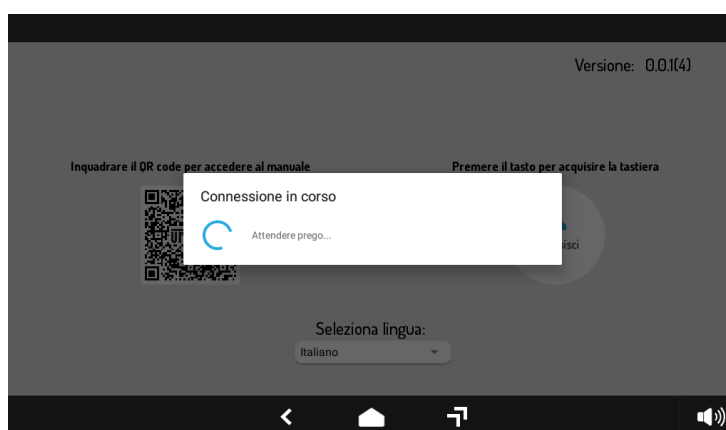 Versione: 0.0.1(4)
Inquadrare il QR code per accedere al manuale
Premere il tasto per acquisire la tastiera
Connessione in corso
Attendere prego...
Seleziona lingua:
Italiano